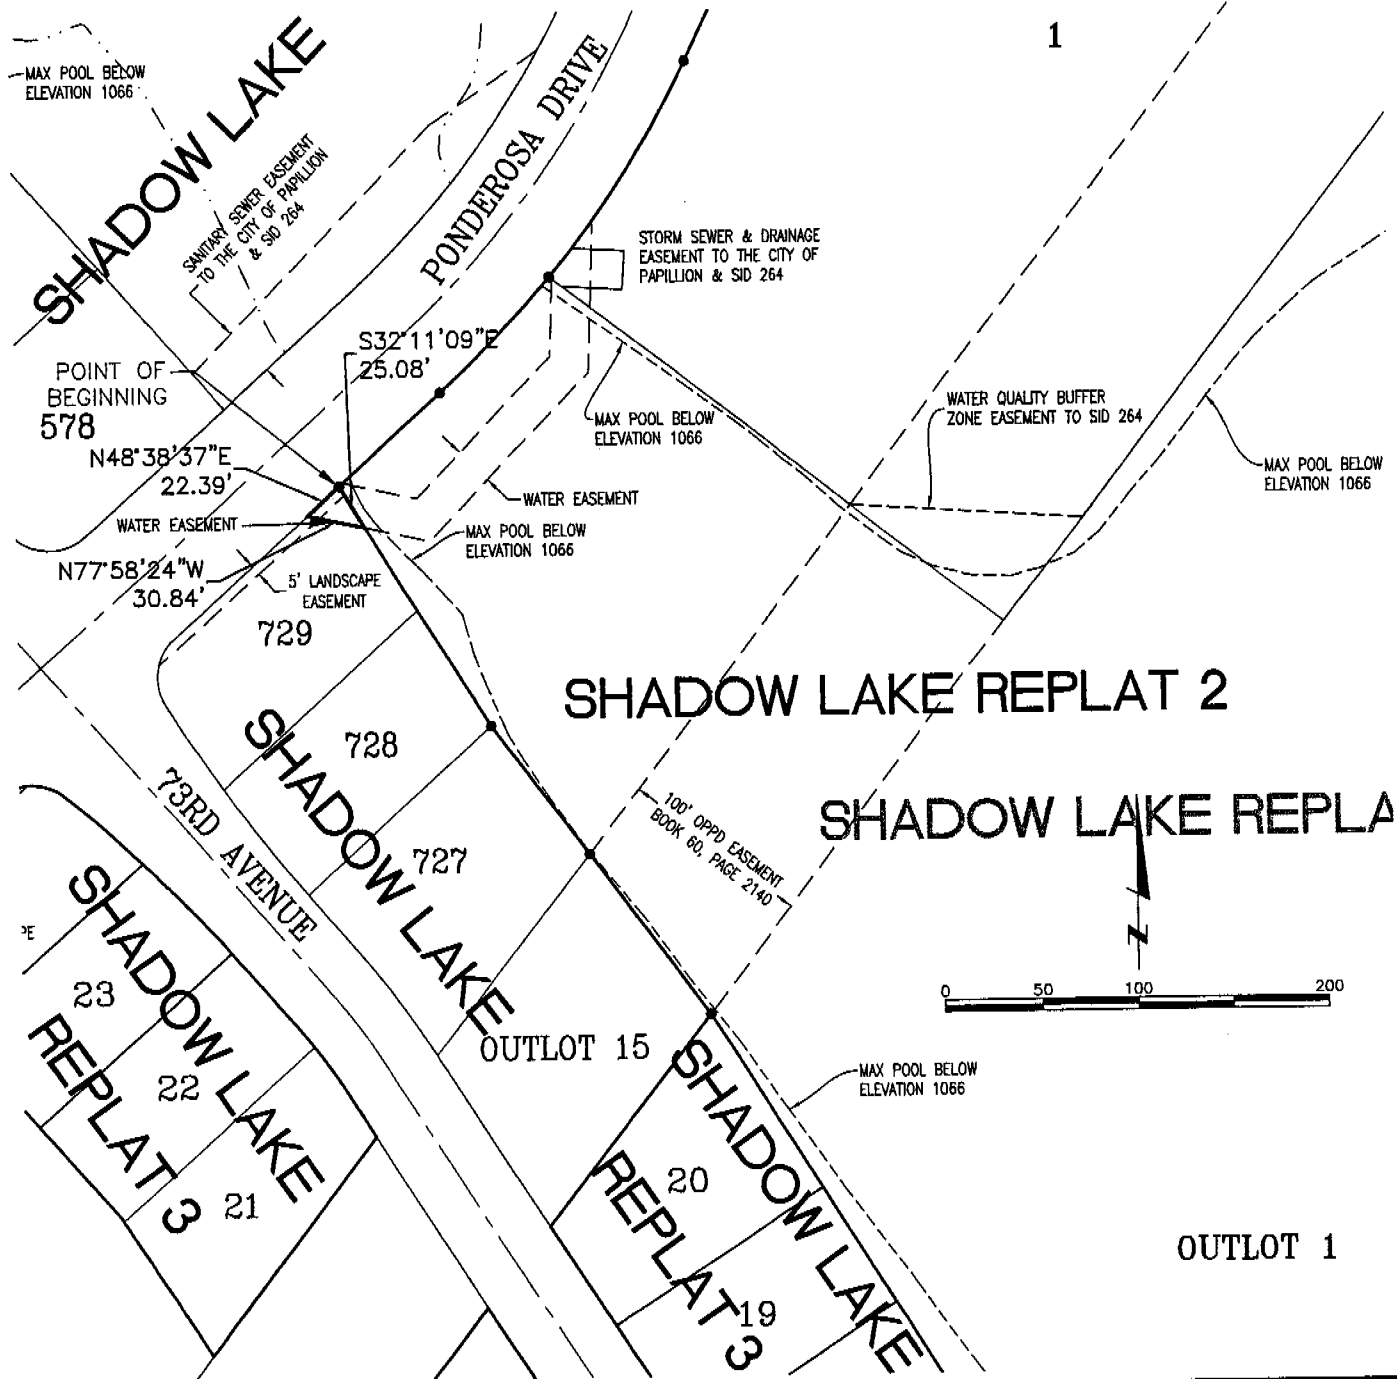 1
MAX POOL BELOW
ELEVATION 1066
SHADOW LAKE
PONDEROSA DRIVE
SANITARY SEWER EASEMENT
TO THE CITY OF PAPILLION
& SID 264
STORM SEWER & DRAINAGE
EASEMENT TO THE CITY OF
PAPILLION & SID 264
S32°11'09"E
25.08'
POINT OF
BEGINNING
578
MAX POOL BELOW
ELEVATION 1066
WATER QUALITY BUFFER
ZONE EASEMENT TO SID 264
MAX POOL BELOW
ELEVATION 1066
N48°38'37"E
22.39'
WATER EASEMENT
WATER EASEMENT
MAX POOL BELOW
ELEVATION 1066
N77°58'24"W
30.84'
5' LANDSCAPE
EASEMENT
729
SHADOW LAKE REPLAT 2
728
SHADOW LAKE
73RD AVENUE
727
100' OPPD EASEMENT
BOOK 60, PAGE 2140
SHADOW LAKE REPLA
N
0 50 100 200
PE
23
SHADOW LAKE
REPLAT 3
22
21
OUTLOT 15
MAX POOL BELOW
ELEVATION 1066
SHADOW LAKE
REPLAT 3
20
19
OUTLOT 1